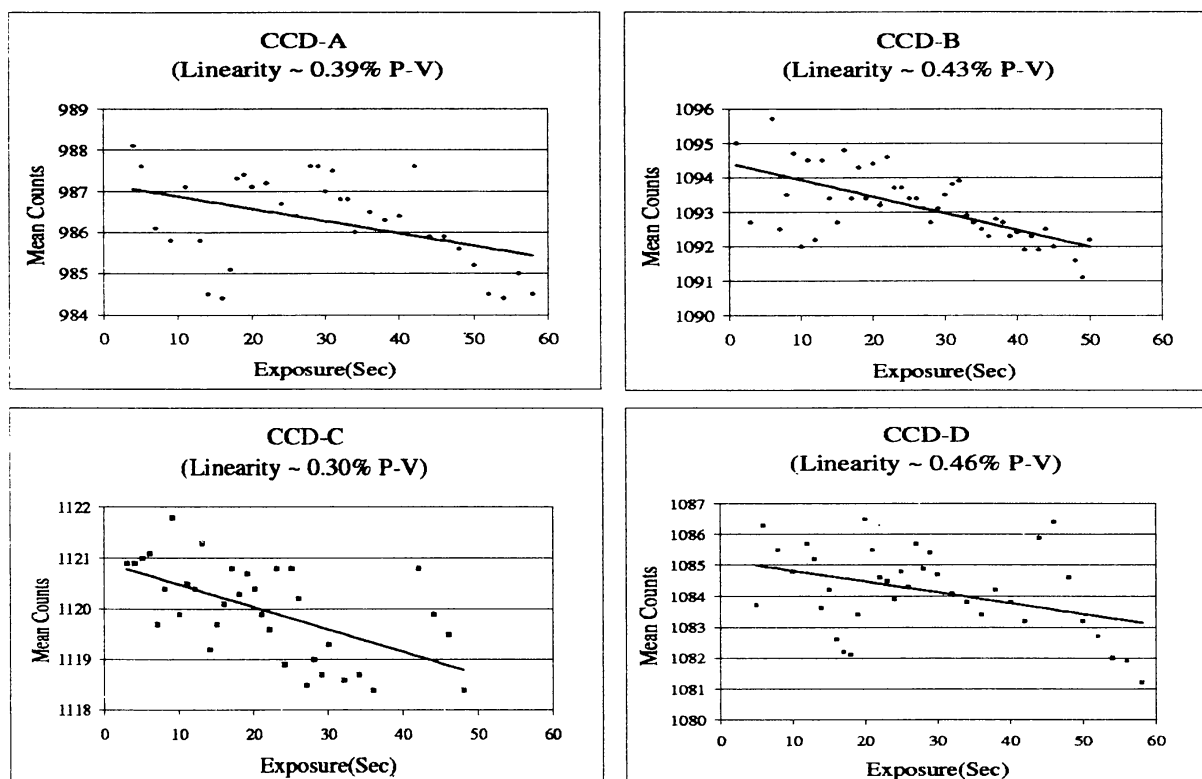 CCD-A
(Linearity ~ 0.39% P-V)
Mean Counts
989
988
987
986
985
984
0 10 20 30 40 50 60
Exposure(Sec)
CCD-B
(Linearity ~ 0.43% P-V)
Mean Counts
1096
1095
1094
1093
1092
1091
1090
0 10 20 30 40 50 60
Exposure(Sec)
CCD-C
(Linearity ~ 0.30% P-V)
Mean Counts
1122
1121
1120
1119
1118
0 10 20 30 40 50 60
Exposure(Sec)
CCD-D
(Linearity ~ 0.46% P-V)
Mean Counts
1087
1086
1085
1084
1083
1082
1081
1080
0 10 20 30 40 50 60
Exposure(Sec)